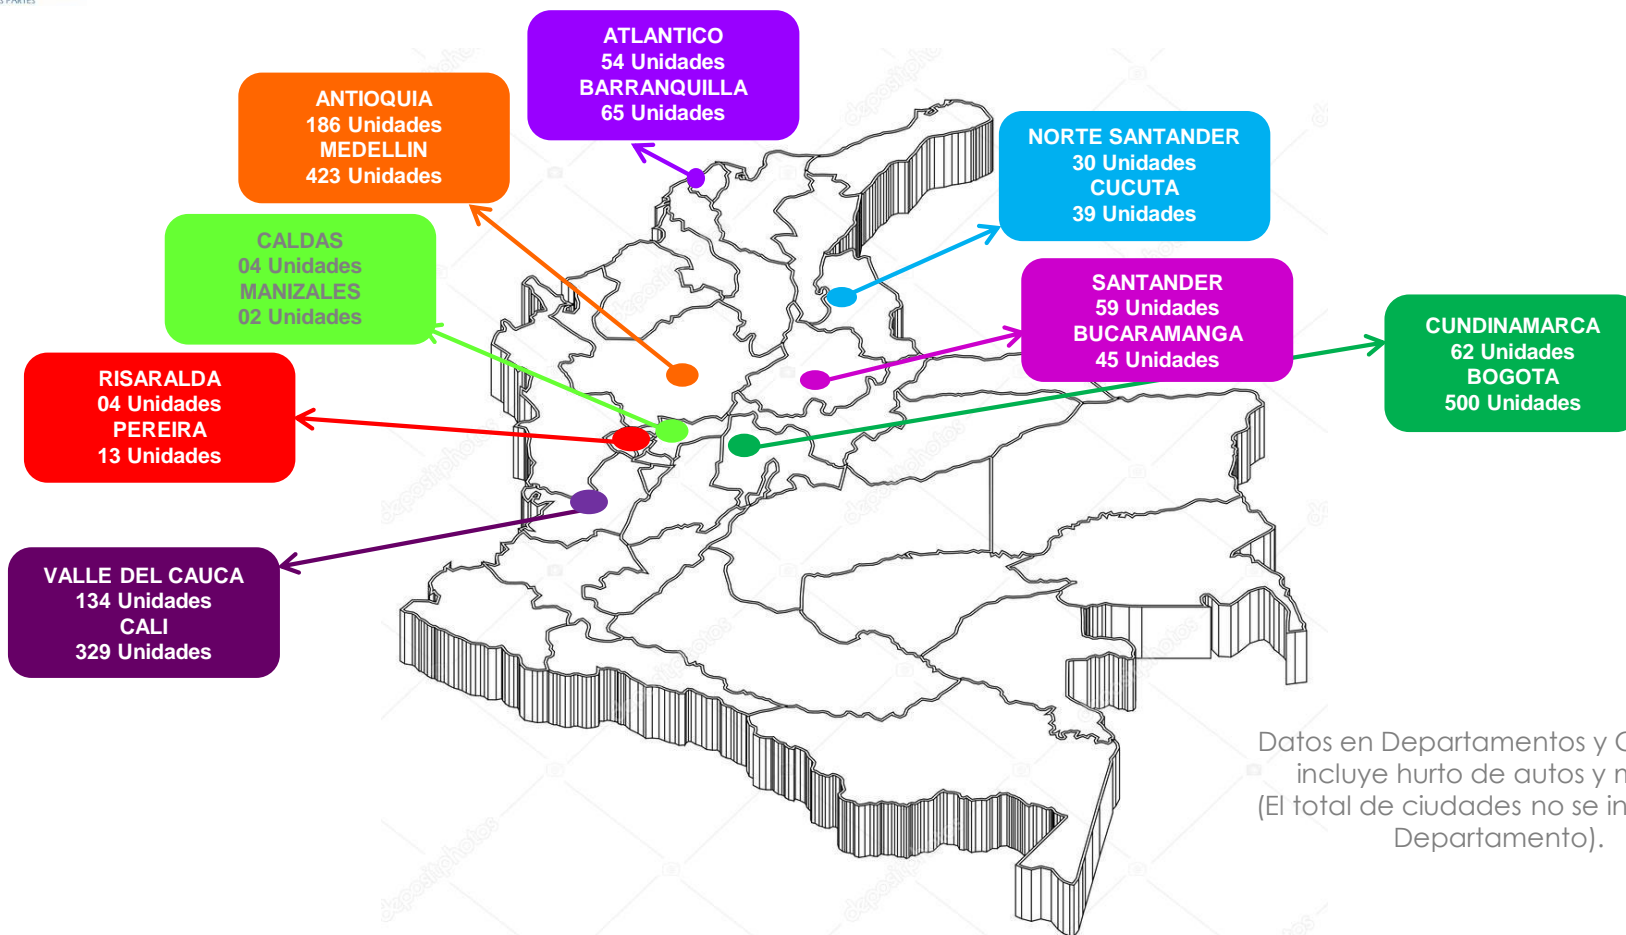 ATLANTICO
54 Unidades
BARRANQUILLA
65 Unidades
ANTIOQUIA
186 Unidades
MEDELLIN
423 Unidades
NORTE SANTANDER
30 Unidades
CUCUTA
39 Unidades
CALDAS
04 Unidades
MANIZALES
02 Unidades
SANTANDER
59 Unidades
BUCARAMANGA
45 Unidades
CUNDINAMARCA
62 Unidades
BOGOTA
500 Unidades
RISARALDA
04 Unidades
PEREIRA
13 Unidades
VALLE DEL CAUCA
134 Unidades
CALI
329 Unidades
Datos en Departamentos y
incluye hurto de autos y
(El total de ciudades no se
Departamento).
depositphotos